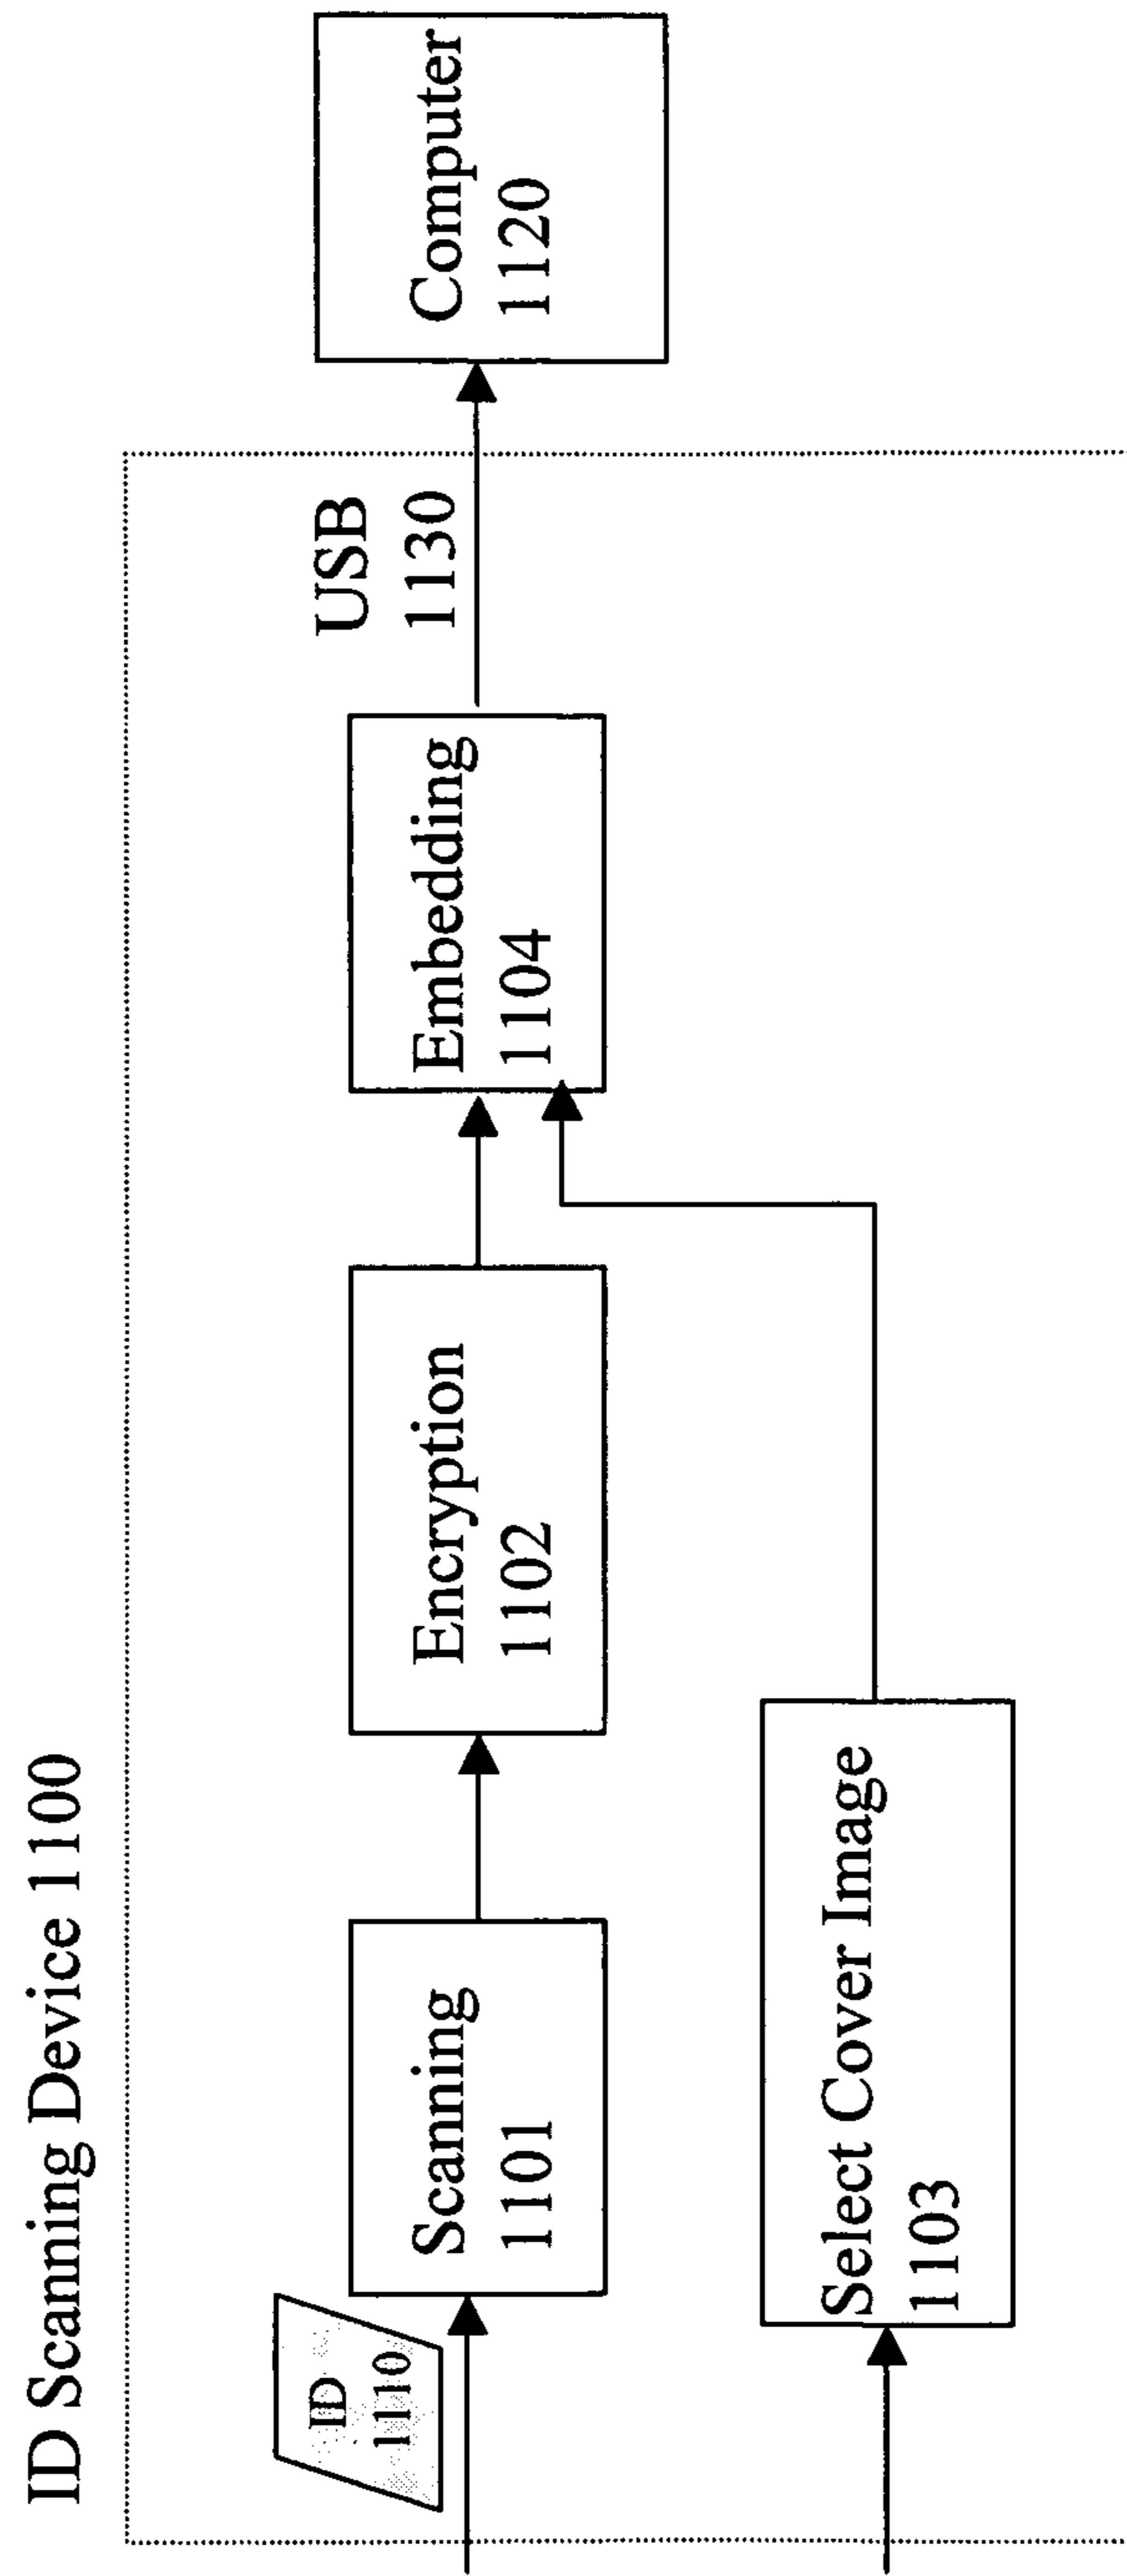 ID Scanning Device 1100
ID
1110
Scanning
1101
Encryption
1102
Select Cover Image
1103
Embedding
1104
USB
1130
Computer
1120